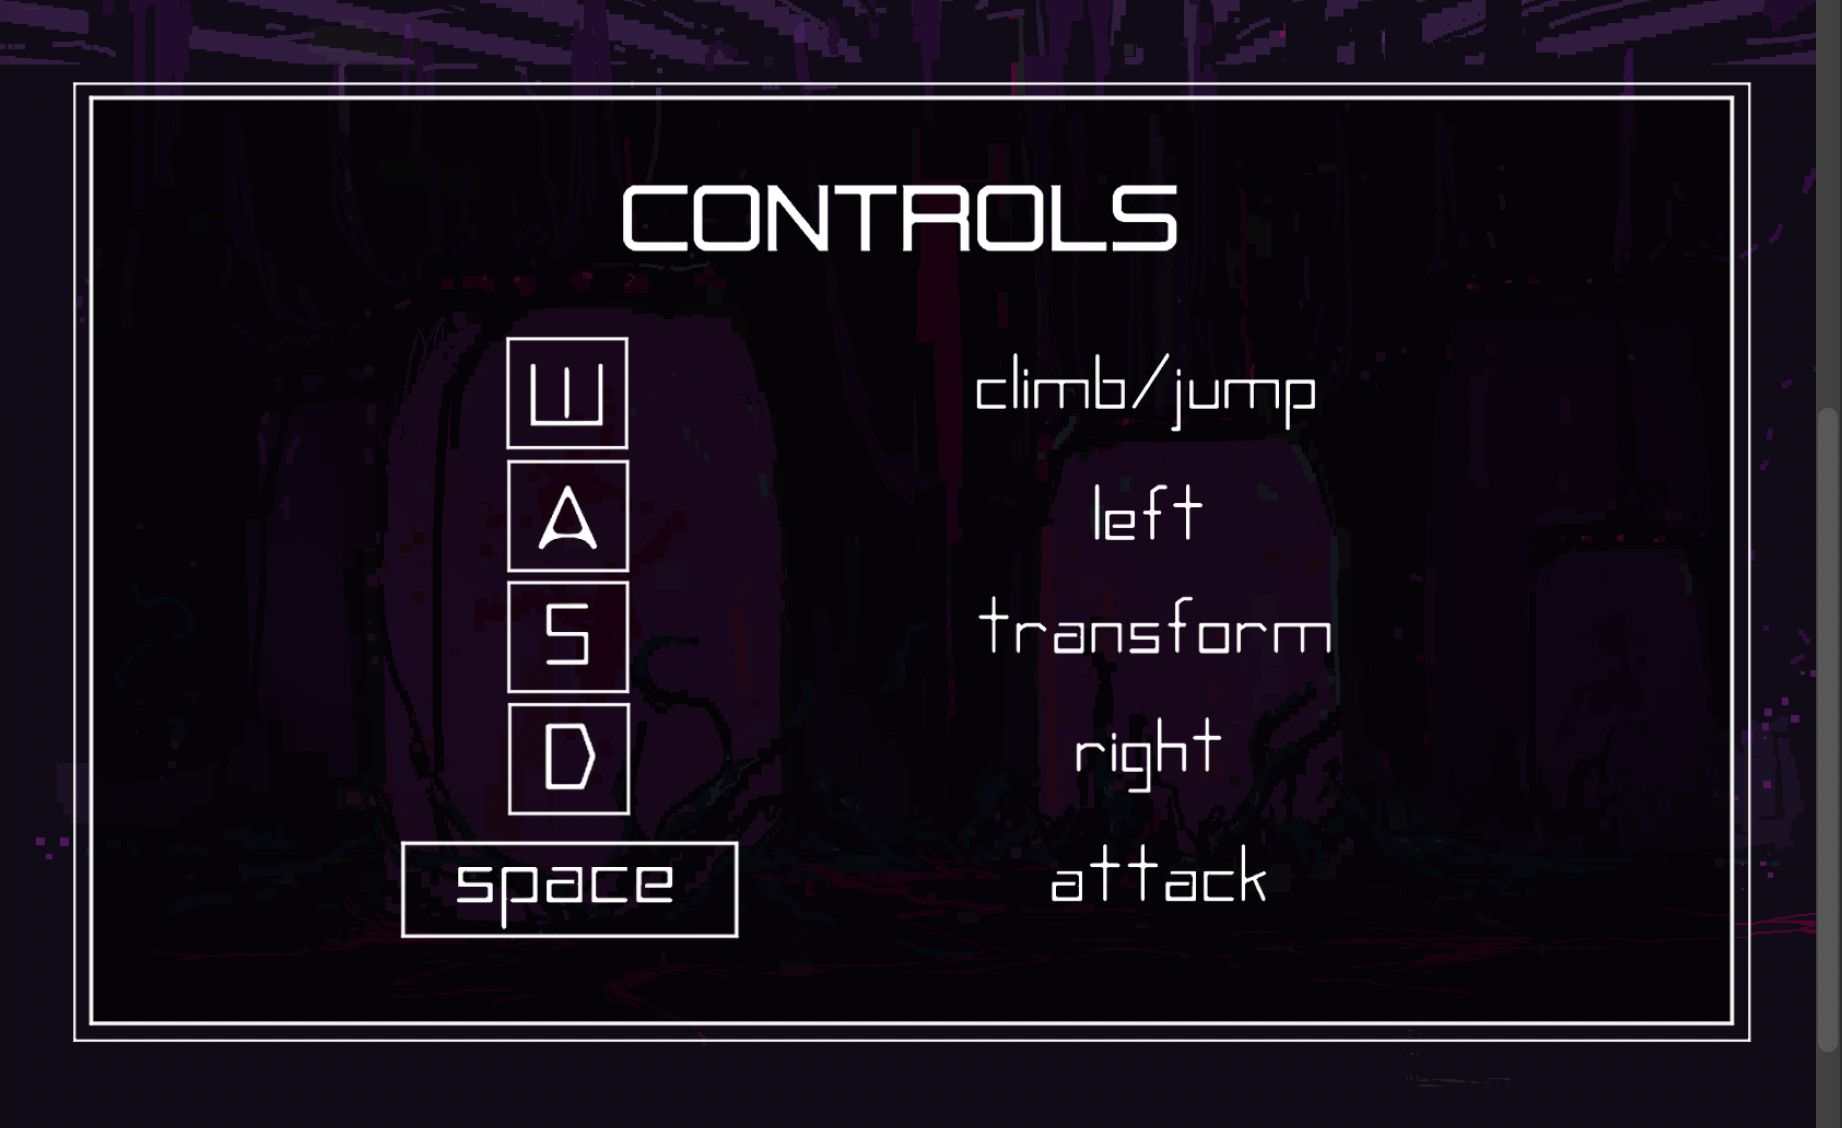 CONTROLS
W climb/jump
A left
S transform
D right
space attack